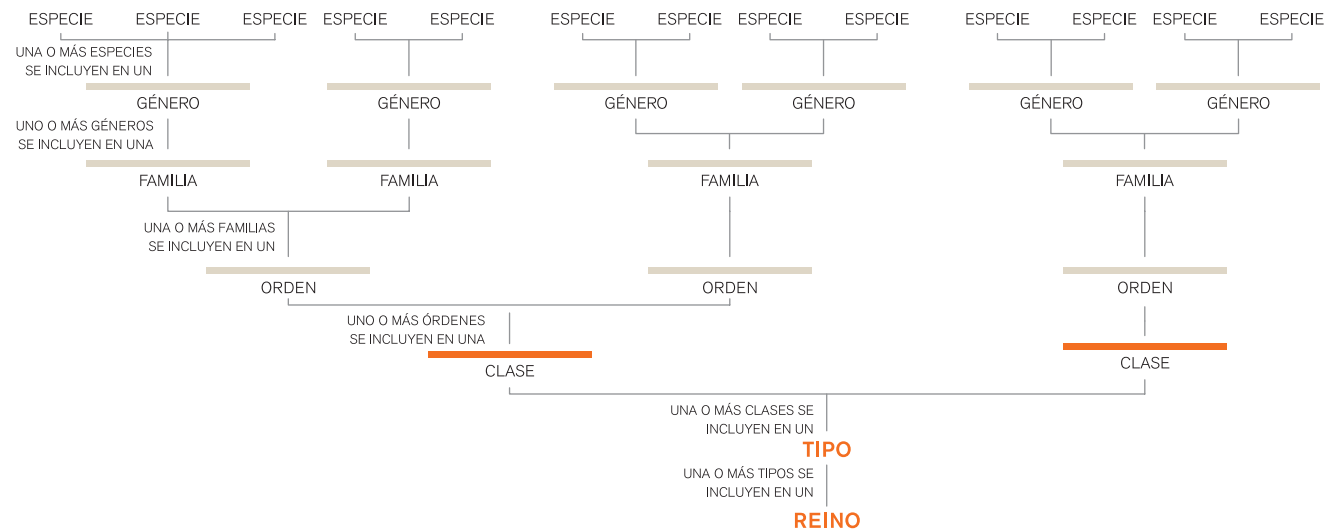 ESPECIE ESPECIE ESPECIE ESPECIE ESPECIE ESPECIE ESPECIE ESPECIE ESPECIE ESPECIE ESPECIE ESPECIE ESPECIE
UNA O MÁS ESPECIES
SE INCLUYEN EN UN
GÉNERO GÉNERO GÉNERO GÉNERO GÉNERO GÉNERO
UNO O MÁS GÉNEROS
SE INCLUYEN EN UNA
FAMILIA FAMILIA FAMILIA FAMILIA
UNA O MÁS FAMILIAS
SE INCLUYEN EN UN
ORDEN ORDEN ORDEN
UNO O MÁS ÓRDENES
SE INCLUYEN EN UNA
CLASE CLASE
UNA O MÁS CLASES SE
INCLUYEN EN UN
TIPO
UNA O MÁS TIPOS SE
INCLUYEN EN UN
REINO